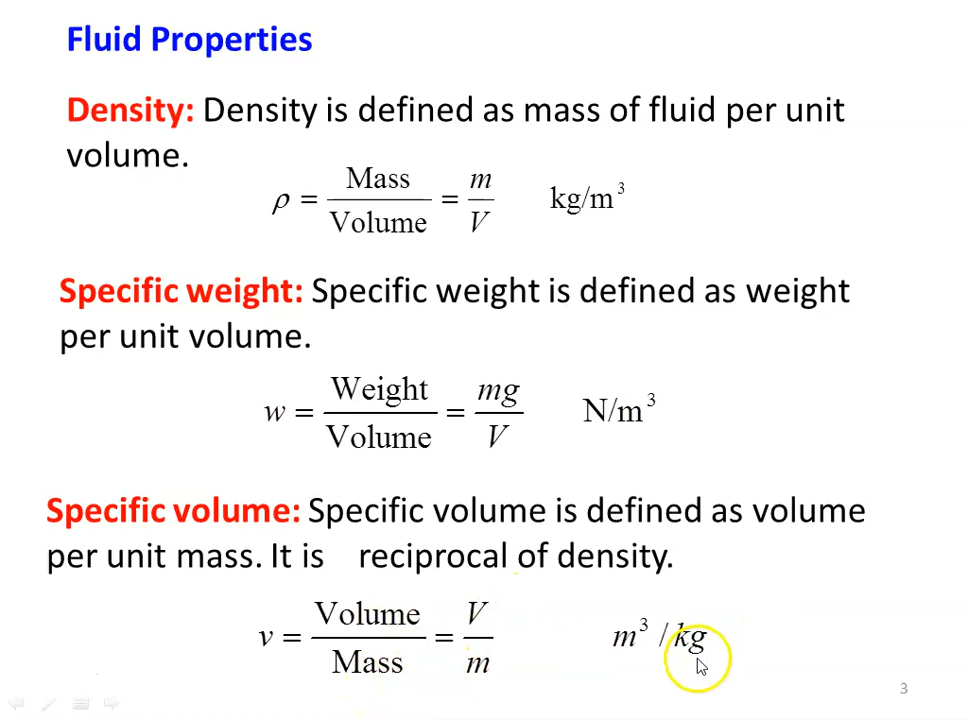 Fluid Properties
Density: Density is defined as mass of fluid per unit
volume.
ρ = Mass / Volume = m / V kg/m³
Specific weight: Specific weight is defined as weight
per unit volume.
w = Weight / Volume = mg / V N/m³
Specific volume: Specific volume is defined as volume
per unit mass. It is reciprocal of density.
v = Volume / Mass = V / m m³ / kg
3